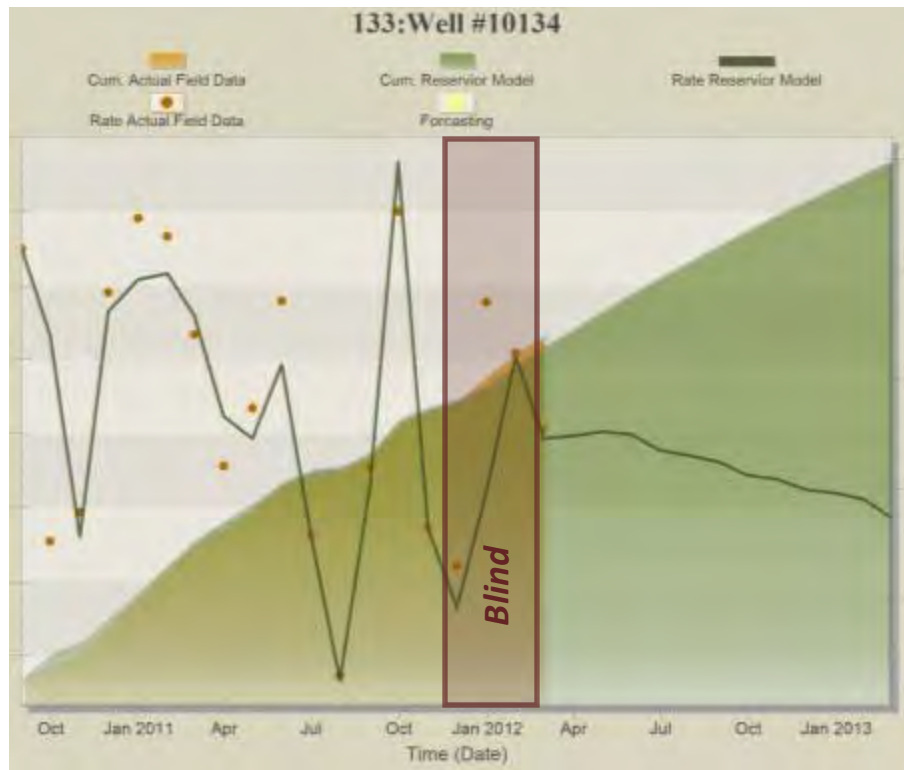 133:Well #10134
Cum. Actual Field Data Cum. Reservior Model Rate Reservior Model
Rate Actual Field Data Forcasting
Blind
Oct Jan 2011 Apr Jul Oct Jan 2012 Apr Jul Oct Jan 2013
Time (Date)